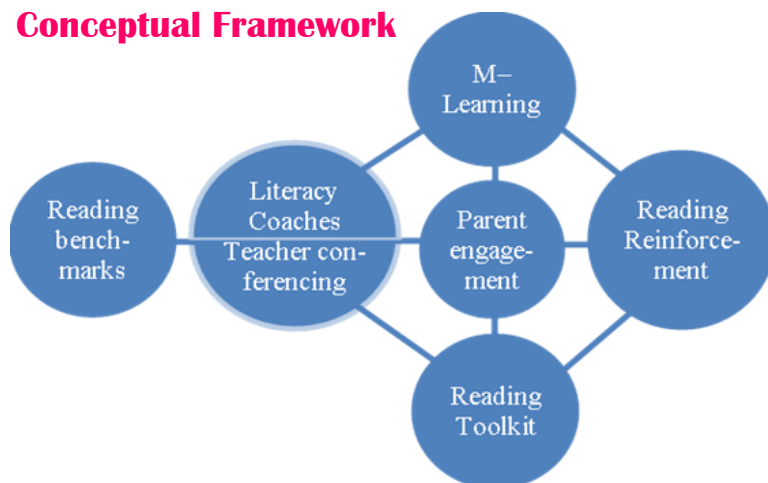 Conceptual Framework
M–
Learning
Reading
bench-
marks
Literacy
Coaches
Teacher con-
ferencing
Parent
engage-
ment
Reading
Reinforce-
ment
Reading
Toolkit